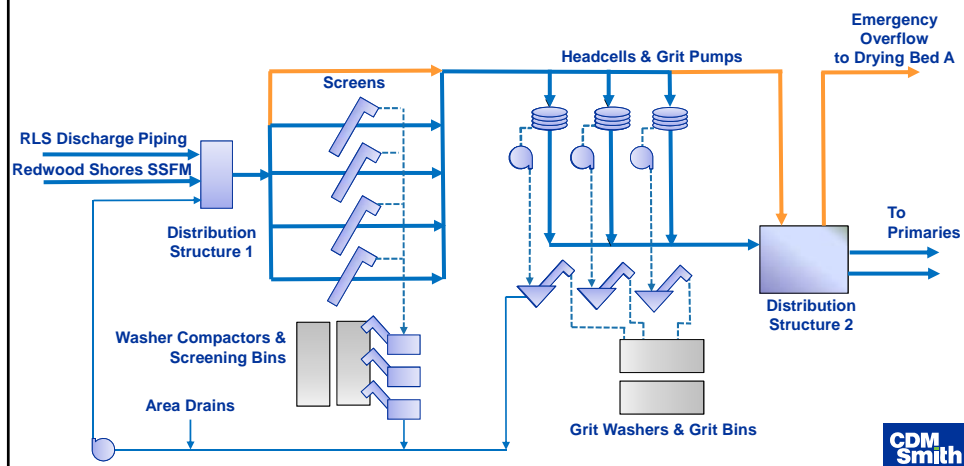 Emergency
Overflow
to Drying Bed A
Headcells & Grit Pumps
Screens
RLS Discharge Piping
Redwood Shores SSFM
To
Primaries
Distribution
Structure 1
Distribution
Structure 2
Washer Compactors &
Screening Bins
Area Drains
Grit Washers & Grit Bins
CDM
Smith